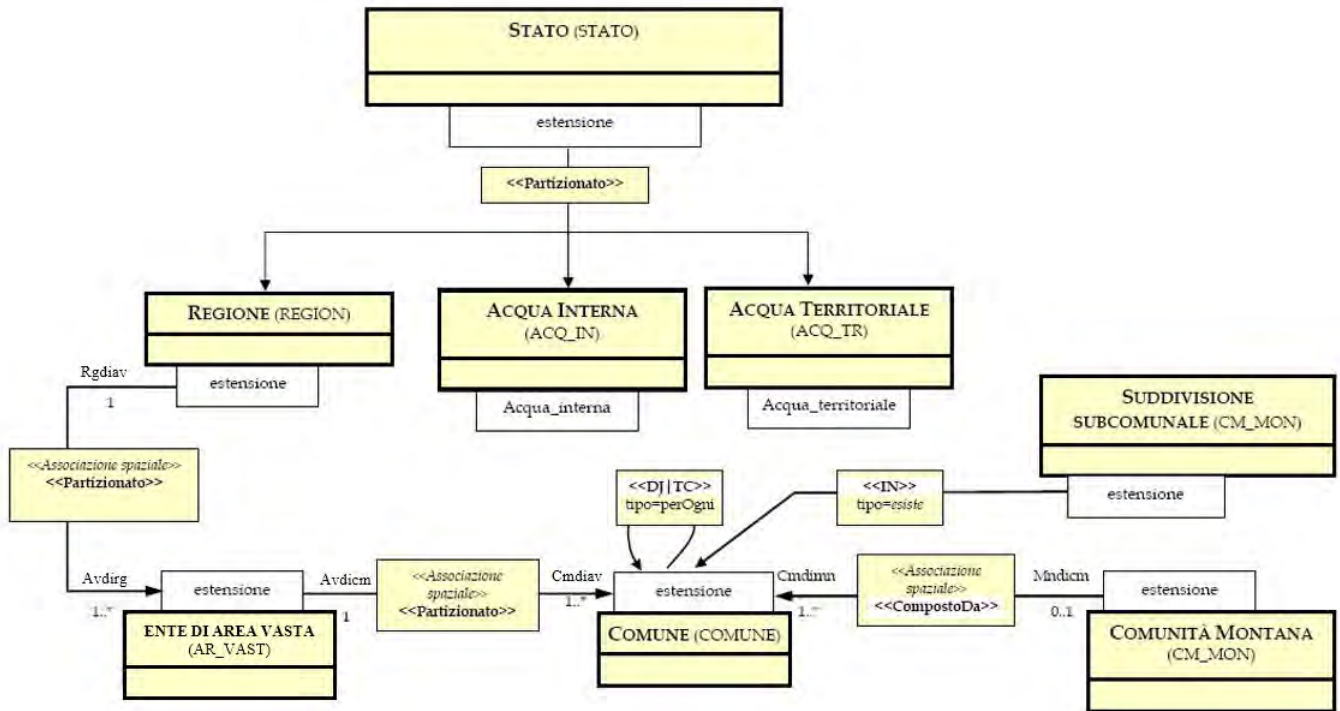 STATO (STATO)
estensione
<<Partizionato>>
REGIONE (REGION)
estensione
ACQUA INTERNA
(ACQ_IN)
Acqua_interna
ACQUA TERRITORIALE
(ACQ_TR)
Acqua_territoriale
Rgdiav
1
<<Associazione spaziale>>
<<Partizionato>>
Avdirg
1..*
SUDDIVISIONE
SUBCOMUNALE (CM_MON)
estensione
<<DJ|TC>>
tipo=perOgni
<<IN>>
tipo=esiste
estensione
ENTE DI AREA VASTA
(AR_VAST)
Avdicm
1
<<Associazione
spaziale>>
<<Partizionato>>
Cmdiav
1..*
estensione
COMUNE (COMUNE)
Cmdimn
1..*
<<Associazione
spaziale>>
<<CompostoDa>>
Mndicm
0..1
estensione
COMUNITÀ MONTANA
(CM_MON)